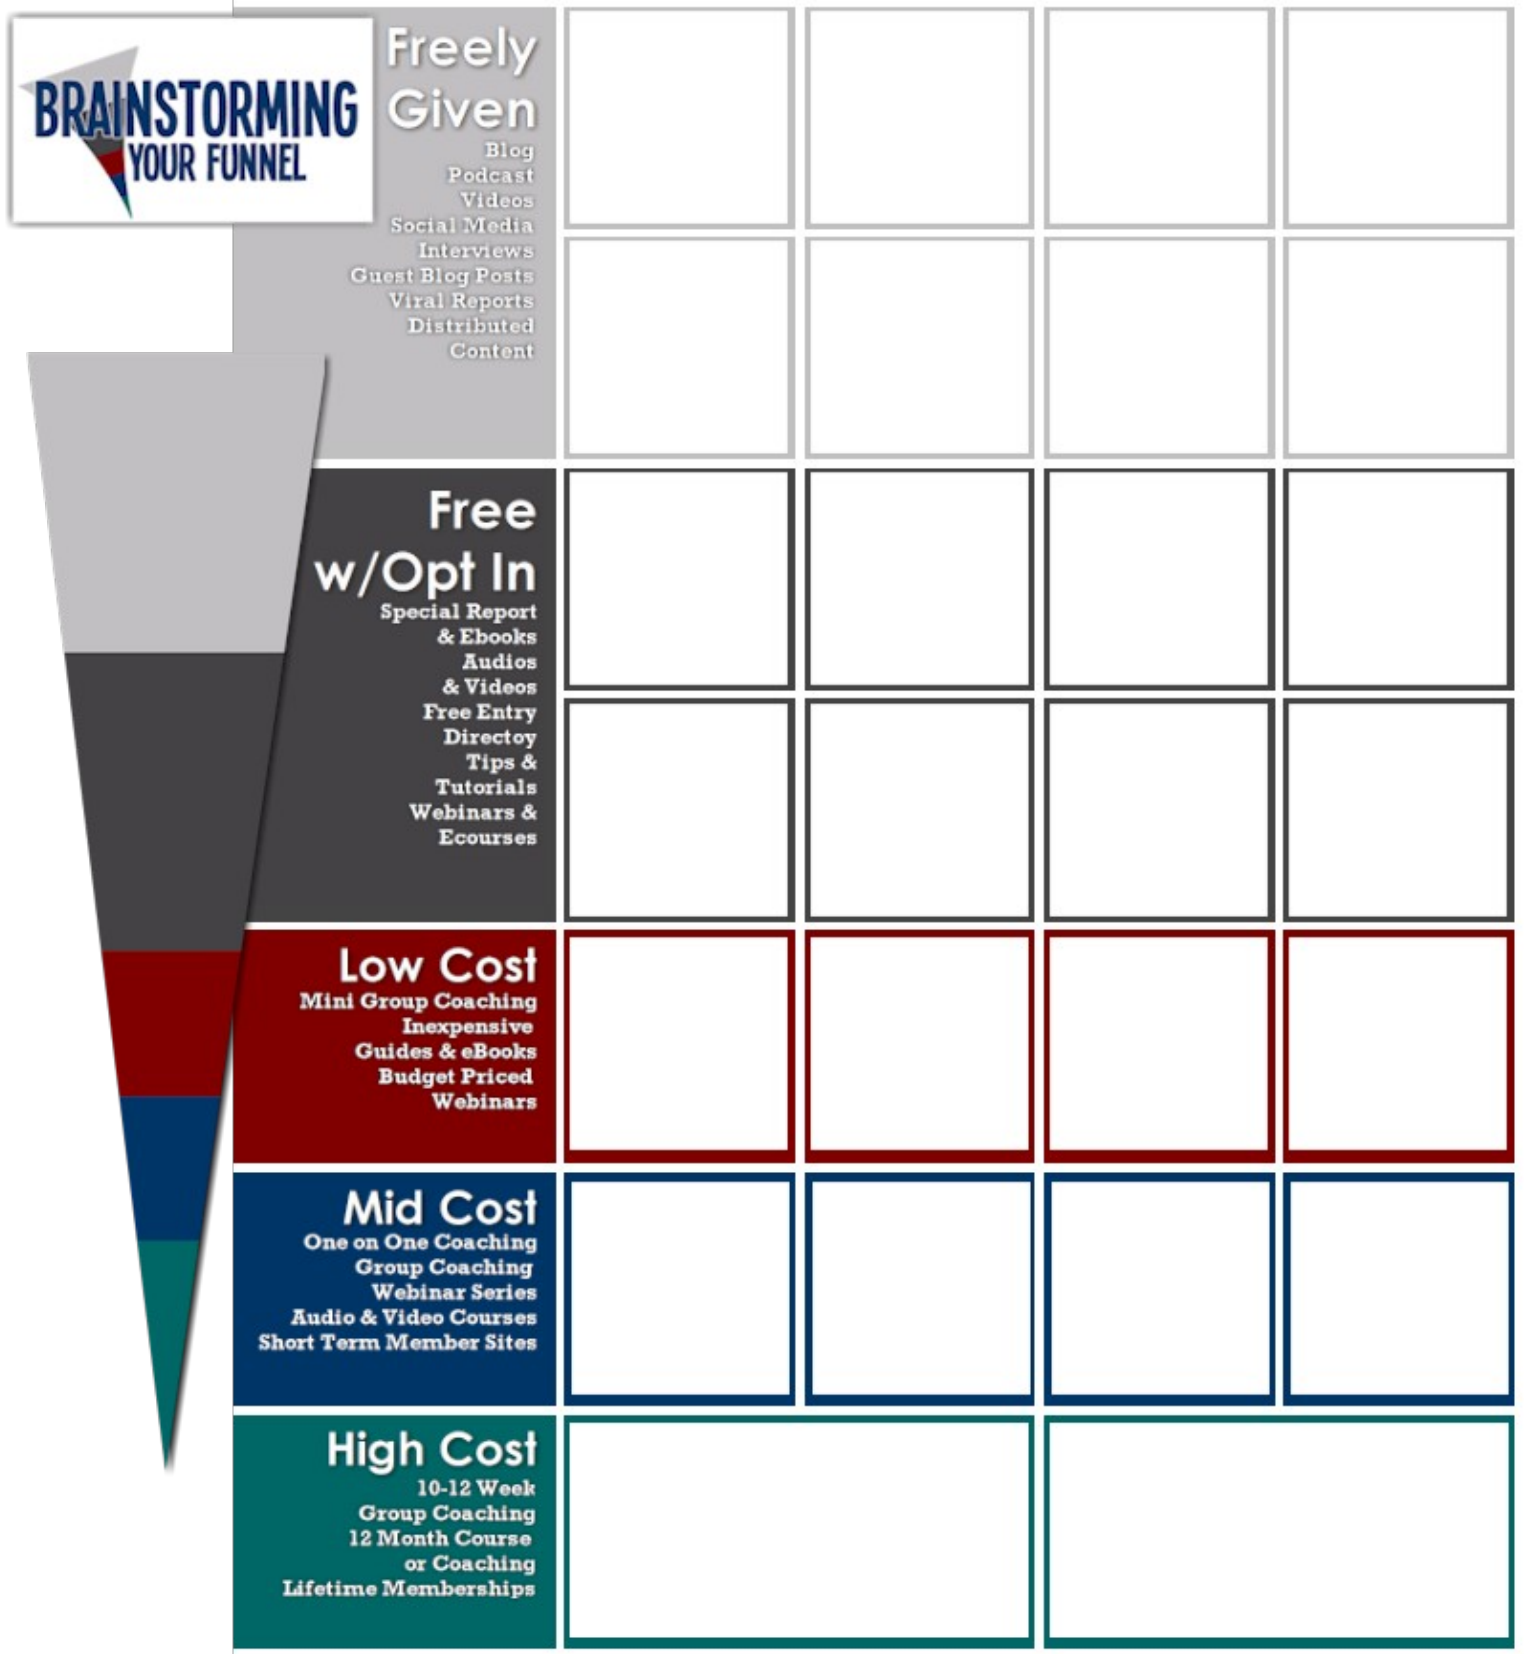 BRAINSTORMING
YOUR FUNNEL
Freely
Given
Blog
Podcast
Videos
Social Media
Interviews
Guest Blog Posts
Viral Reports
Distributed
Content
Free
w/Opt In
Special Report
& Ebooks
Audios
& Videos
Free Entry
Directoy
Tips &
Tutorials
Webinars &
Ecourses
Low Cost
Mini Group Coaching
Inexpensive
Guides & eBooks
Budget Priced
Webinars
Mid Cost
One on One Coaching
Group Coaching
Webinar Series
Audio & Video Courses
Short Term Member Sites
High Cost
10-12 Week
Group Coaching
12 Month Course
or Coaching
Lifetime Memberships